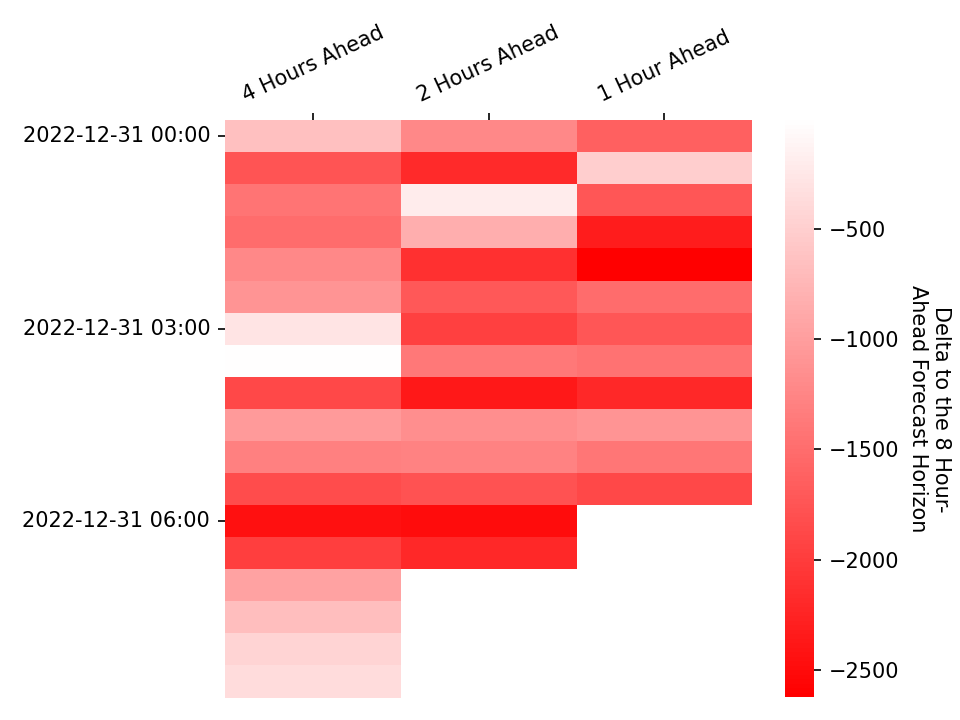 4 Hours Ahead
2 Hours Ahead
1 Hour Ahead
2022-12-31 00:00
2022-12-31 03:00
2022-12-31 06:00
−500
−1000
−1500
−2000
−2500
Delta to the 8 Hour-
Ahead Forecast Horizon